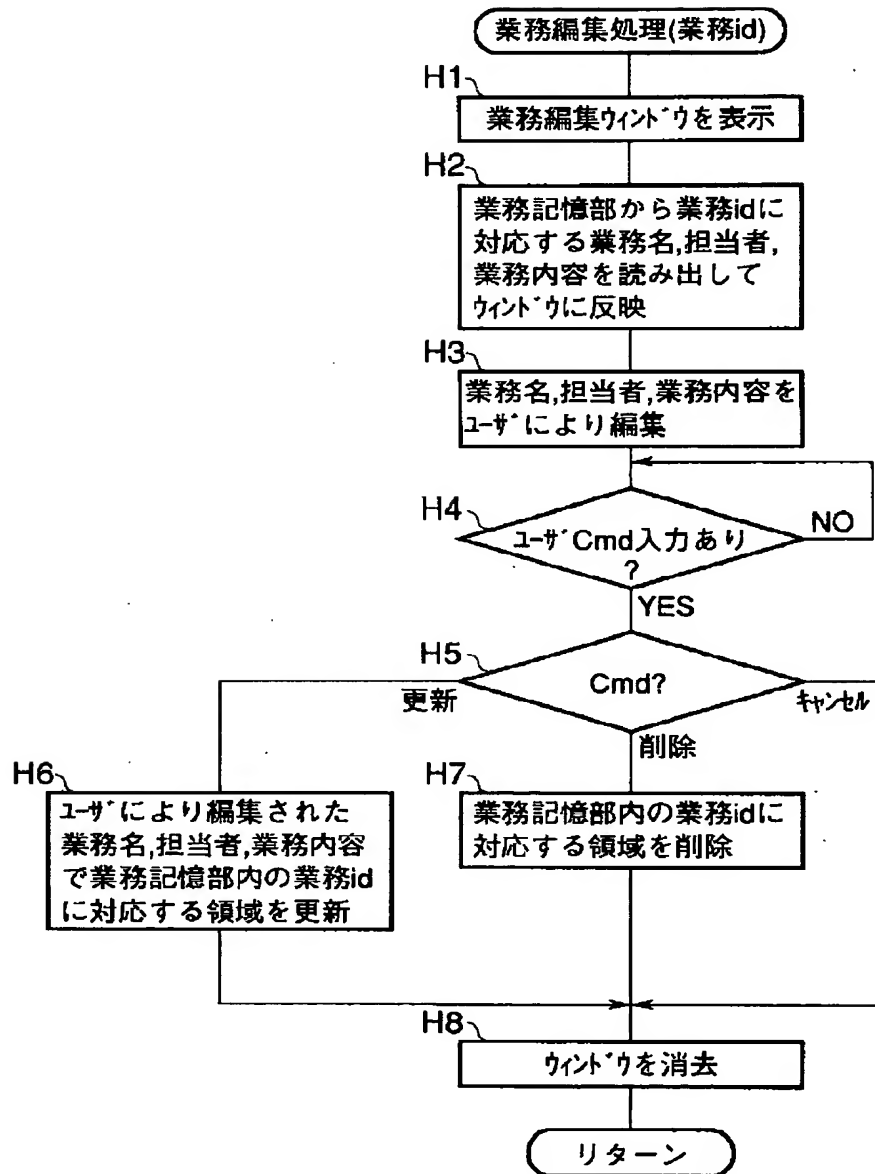 業務編集処理(業務id)
H1
業務編集ｳｨﾝﾄﾞｳを表示
H2
業務記憶部から業務idに
対応する業務名,担当者,
業務内容を読み出して
ｳｨﾝﾄﾞｳに反映
H3
業務名,担当者,業務内容を
ﾕｰｻﾞにより編集
H4
ﾕｰｻﾞCmd入力あり
?
NO
YES
H5
Cmd?
更新
ｷｬﾝｾﾙ
削除
H6
ﾕｰｻﾞにより編集された
業務名,担当者,業務内容
で業務記憶部内の業務id
に対応する領域を更新
H7
業務記憶部内の業務idに
対応する領域を削除
H8
ｳｨﾝﾄﾞｳを消去
リターン